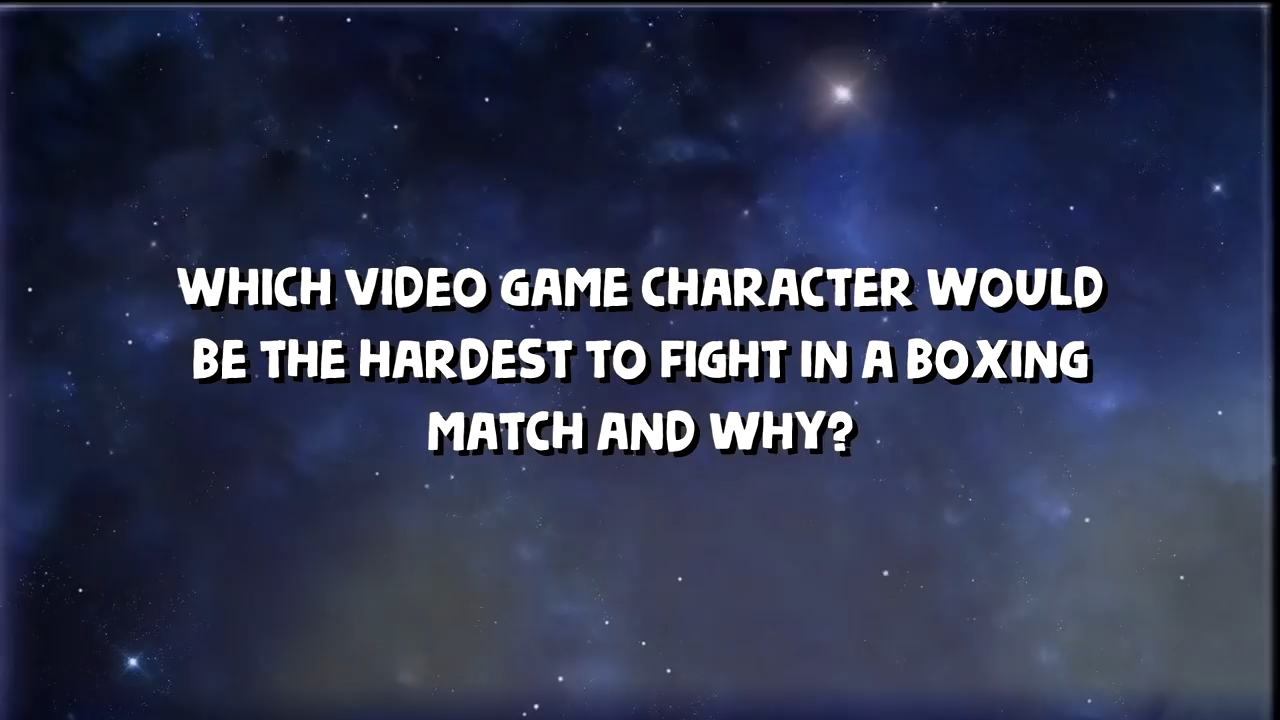 WHICH VIDEO GAME CHARACTER WOULD
BE THE HARDEST TO FIGHT IN A BOXING
MATCH AND WHY?